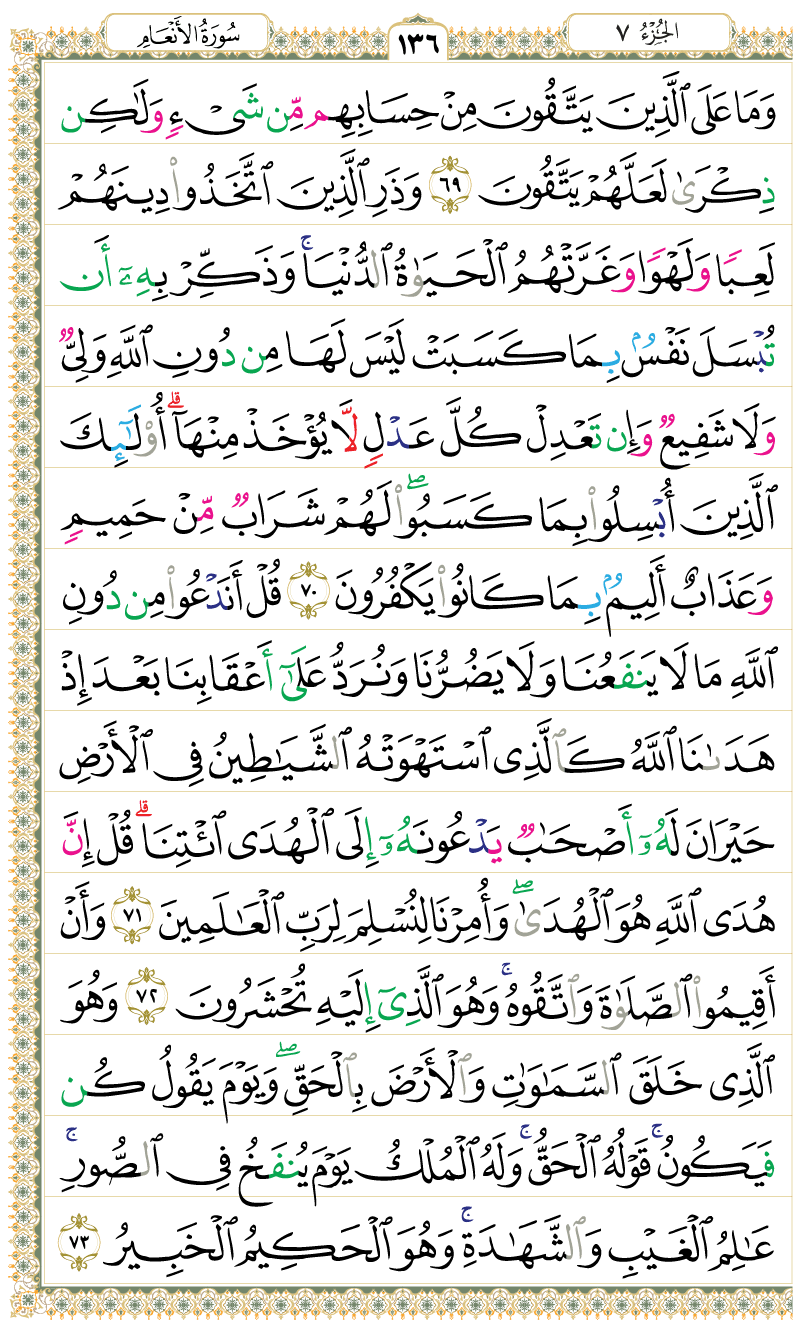 الجُزْءُ ٧
١٣٦
سُورَةُ الأَنْعَامِ
وَمَا عَلَى ٱلَّذِينَ يَتَّقُونَ مِنْ حِسَابِهِم مِّن شَىْءٍ وَلَٰكِن
ذِكْرَىٰ لَعَلَّهُمْ يَتَّقُونَ ٦٩ وَذَرِ ٱلَّذِينَ ٱتَّخَذُوا۟ دِينَهُمْ
لَعِبًا وَلَهْوًا وَغَرَّتْهُمُ ٱلْحَيَوٰةُ ٱلدُّنْيَا ۚ وَذَكِّرْ بِهِۦٓ أَن
تُبْسَلَ نَفْسٌۢ بِمَا كَسَبَتْ لَيْسَ لَهَا مِن دُونِ ٱللَّهِ وَلِىٌّ
وَلَا شَفِيعٌ وَإِن تَعْدِلْ كُلَّ عَدْلٍ لَّا يُؤْخَذْ مِنْهَآ ۗ أُو۟لَٰٓئِكَ
ٱلَّذِينَ أُبْسِلُوا۟ بِمَا كَسَبُوا۟ ۖ لَهُمْ شَرَابٌ مِّنْ حَمِيمٍ
وَعَذَابٌ أَلِيمٌۢ بِمَا كَانُوا۟ يَكْفُرُونَ ٧٠ قُلْ أَنَدْعُوا۟ مِن دُونِ
ٱللَّهِ مَا لَا يَنفَعُنَا وَلَا يَضُرُّنَا وَنُرَدُّ عَلَىٰٓ أَعْقَابِنَا بَعْدَ إِذْ
هَدَىٰنَا ٱللَّهُ كَٱلَّذِى ٱسْتَهْوَتْهُ ٱلشَّيَٰطِينُ فِى ٱلْأَرْضِ
حَيْرَانَ لَهُۥٓ أَصْحَٰبٌ يَدْعُونَهُۥٓ إِلَى ٱلْهُدَى ٱئْتِنَا ۗ قُلْ إِنَّ
هُدَى ٱللَّهِ هُوَ ٱلْهُدَىٰ ۖ وَأُمِرْنَا لِنُسْلِمَ لِرَبِّ ٱلْعَٰلَمِينَ ٧١ وَأَنْ
أَقِيمُوا۟ ٱلصَّلَوٰةَ وَٱتَّقُوهُ ۚ وَهُوَ ٱلَّذِىٓ إِلَيْهِ تُحْشَرُونَ ٧٢ وَهُوَ
ٱلَّذِى خَلَقَ ٱلسَّمَٰوَٰتِ وَٱلْأَرْضَ بِٱلْحَقِّ ۖ وَيَوْمَ يَقُولُ كُن
فَيَكُونُ ۚ قَوْلُهُ ٱلْحَقُّ ۚ وَلَهُ ٱلْمُلْكُ يَوْمَ يُنفَخُ فِى ٱلصُّورِ ۚ
عَٰلِمُ ٱلْغَيْبِ وَٱلشَّهَٰدَةِ ۚ وَهُوَ ٱلْحَكِيمُ ٱلْخَبِيرُ ٧٣